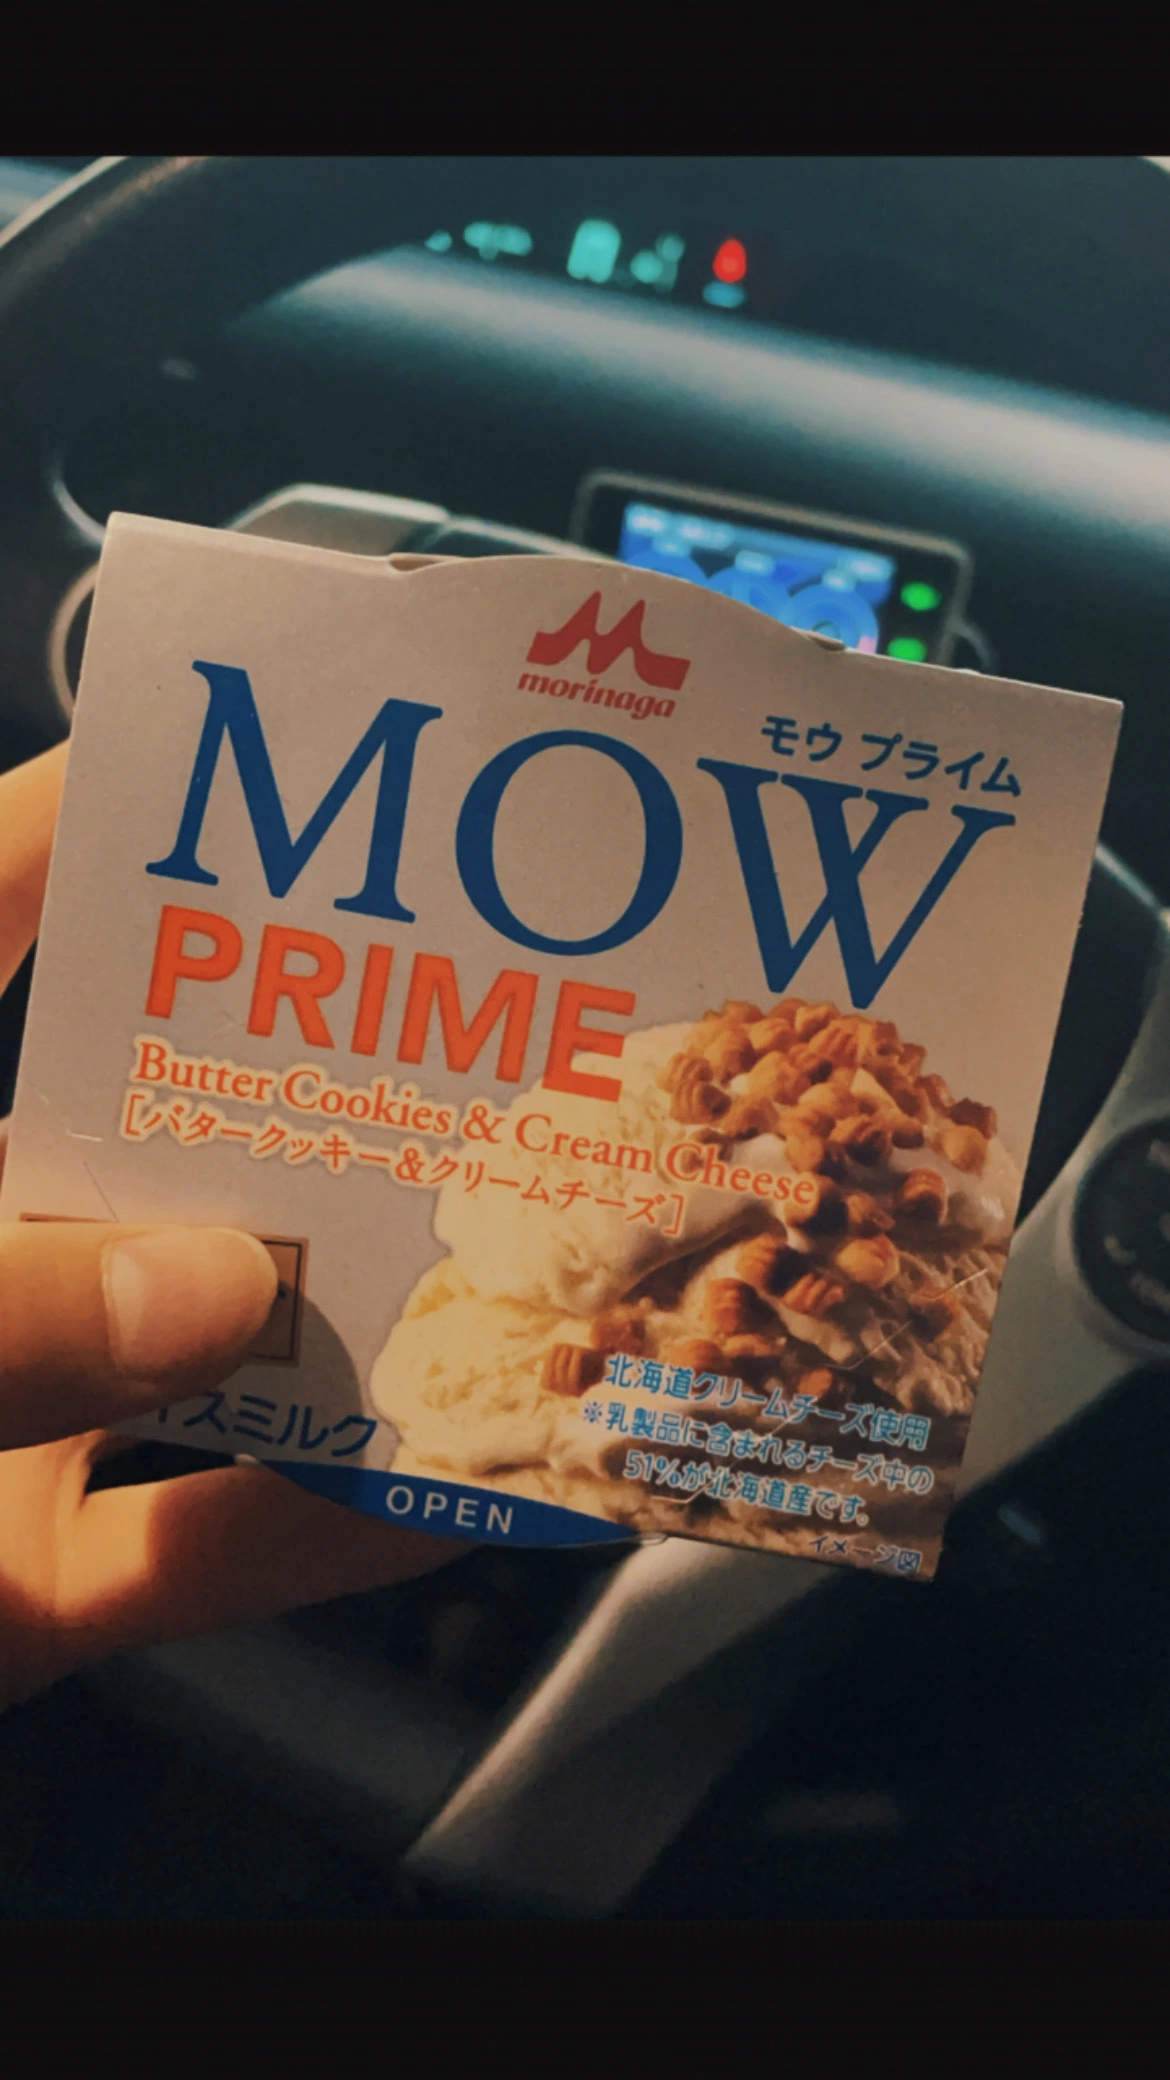 morinaga
モウ プライム
MOW
PRIME
Butter Cookies & Cream Cheese
[バタークッキー&クリームチーズ]
北海道クリームチーズ使用
※乳製品に含まれるチーズ中の
51%が北海道産です。
イスミルク
OPEN
イメージ図